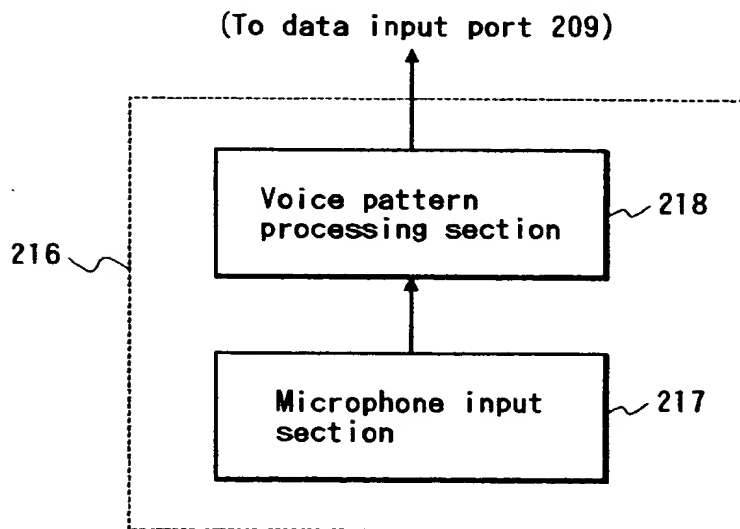 (To data input port 209)
Voice pattern
processing section
218
216
Microphone input
section
217